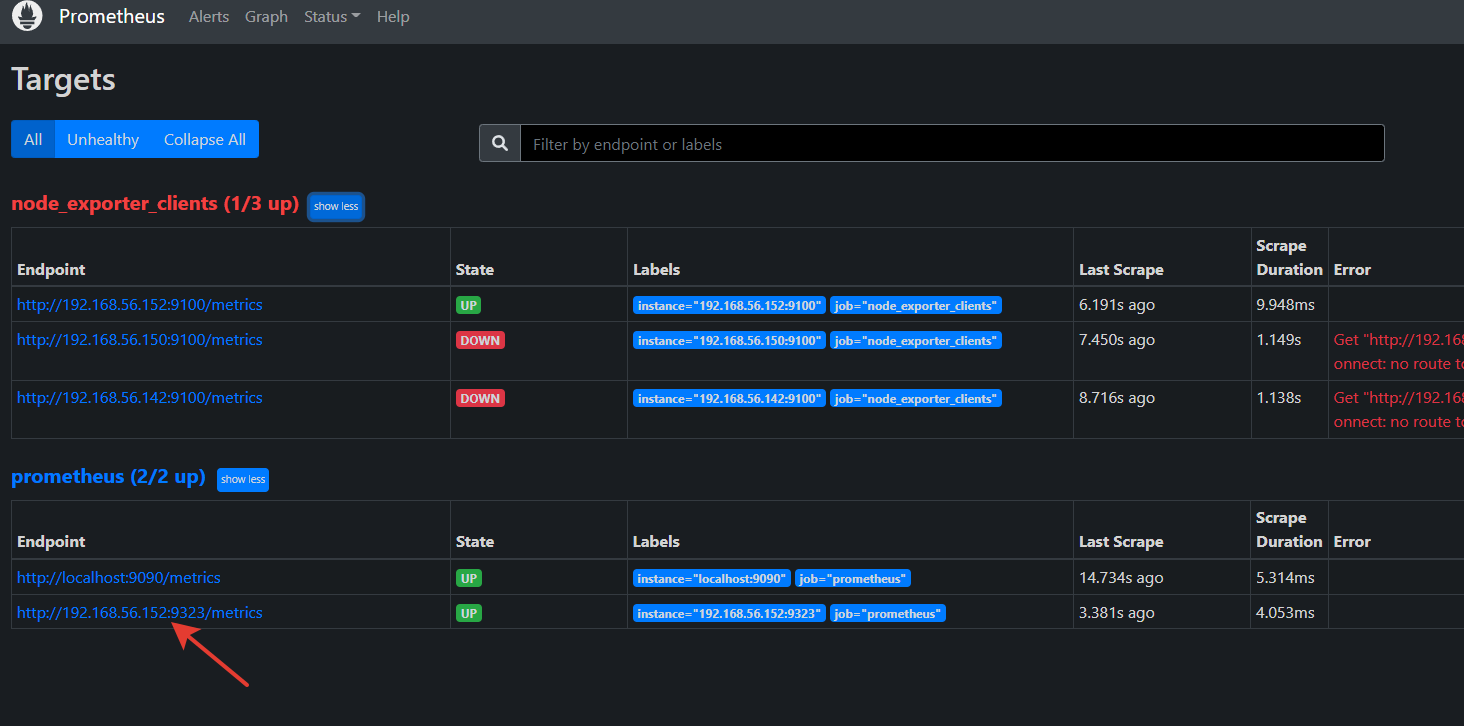 Prometheus Alerts Graph Status Help
Targets
All Unhealthy Collapse All
Filter by endpoint or labels
node_exporter_clients (1/3 up) show less
Endpoint State Labels Last Scrape Scrape Duration Error
http://192.168.56.152:9100/metrics UP instance="192.168.56.152:9100" job="node_exporter_clients" 6.191s ago 9.948ms
http://192.168.56.150:9100/metrics DOWN instance="192.168.56.150:9100" job="node_exporter_clients" 7.450s ago 1.149s Get "http://192.168
onnect: no route to
http://192.168.56.142:9100/metrics DOWN instance="192.168.56.142:9100" job="node_exporter_clients" 8.716s ago 1.138s Get "http://192.168
onnect: no route to
prometheus (2/2 up) show less
Endpoint State Labels Last Scrape Scrape Duration Error
http://localhost:9090/metrics UP instance="localhost:9090" job="prometheus" 14.734s ago 5.314ms
http://192.168.56.152:9323/metrics UP instance="192.168.56.152:9323" job="prometheus" 3.381s ago 4.053ms